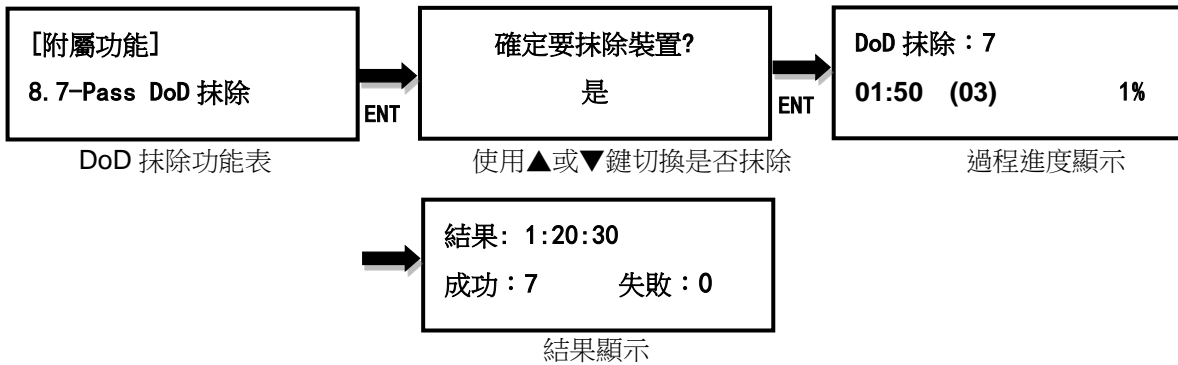 [附屬功能]
8.7-Pass DoD 抹除
ENT
確定要抹除裝置?
是
ENT
DoD 抹除：7
01:50 (03) 1%
DoD 抹除功能表
使用▲或▼鍵切換是否抹除
過程進度顯示
結果: 1:20:30
成功：7 失敗：0
結果顯示